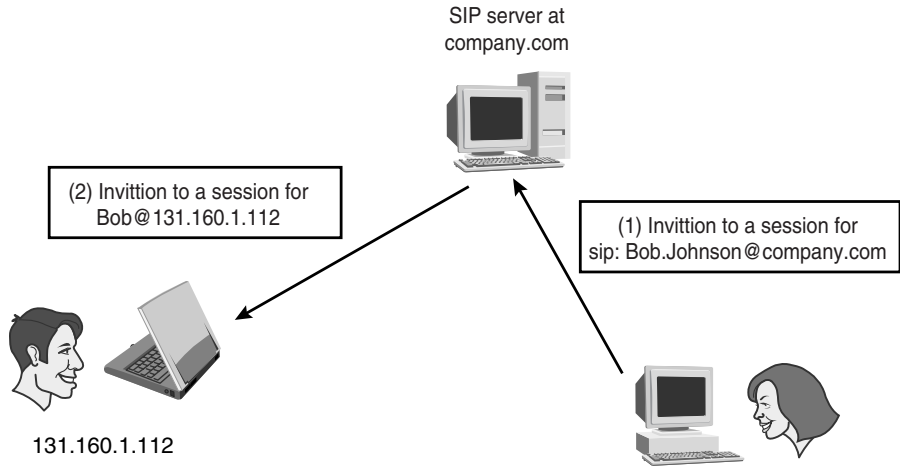 SIP server at
company.com
(2) Invittion to a session for
Bob@131.160.1.112
(1) Invittion to a session for
sip: Bob.Johnson@company.com
131.160.1.112